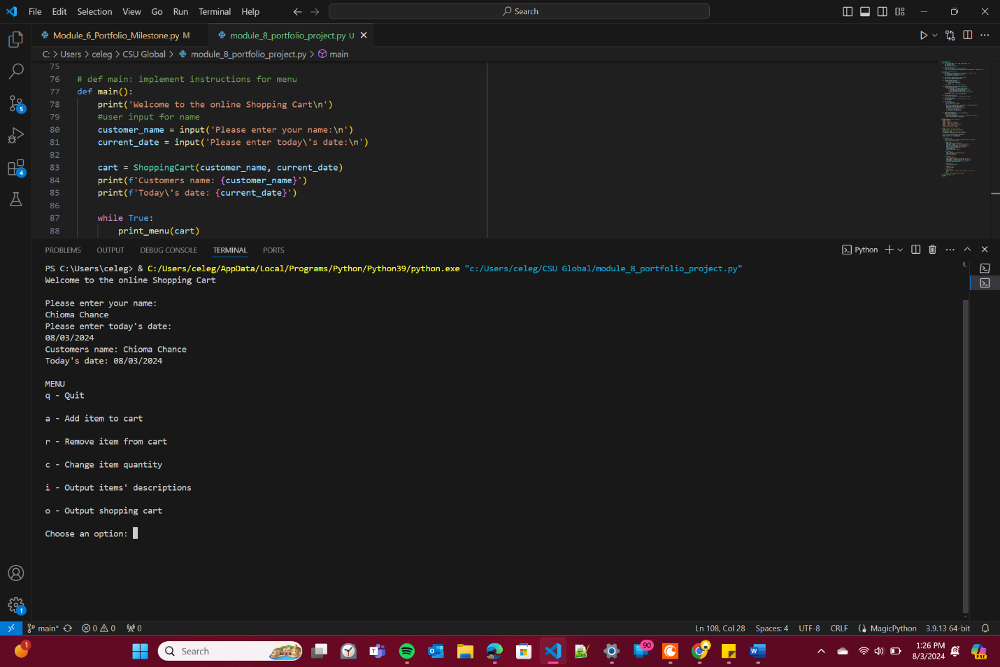 File Edit Selection View Go Run Terminal Help Search
Module_6_Portfolio_Milestone.py M module_8_portfolio_project.py U
C: > Users > celeg > CSU Global > module_8_portfolio_project.py > main
75
76 # def main: implement instructions for menu
77 def main():
78 print('Welcome to the online Shopping Cart\n')
79 #user input for name
80 customer_name = input('Please enter your name:\n')
81 current_date = input('Please enter today\'s date:\n')
82
83 cart = ShoppingCart(customer_name, current_date)
84 print(f'Customers name: {customer_name}')
85 print(f'Today\'s date: {current_date}')
86
87 while True:
88 print_menu(cart)
PROBLEMS OUTPUT DEBUG CONSOLE TERMINAL PORTS Python
PS C:\Users\celeg> & C:/Users/celeg/AppData/Local/Programs/Python/Python39/python.exe "c:/Users/celeg/CSU Global/module_8_portfolio_project.py"
Welcome to the online Shopping Cart
Please enter your name:
Chioma Chance
Please enter today's date:
08/03/2024
Customers name: Chioma Chance
Today's date: 08/03/2024
MENU
q - Quit
a - Add item to cart
r - Remove item from cart
c - Change item quantity
i - Output items' descriptions
o - Output shopping cart
Choose an option:
5
4
1
main* 0 0 0 Ln 108, Col 28 Spaces: 4 UTF-8 CRLF MagicPython 3.9.13 64-bit
1 Search 90 1:26 PM
8/3/2024 PRE